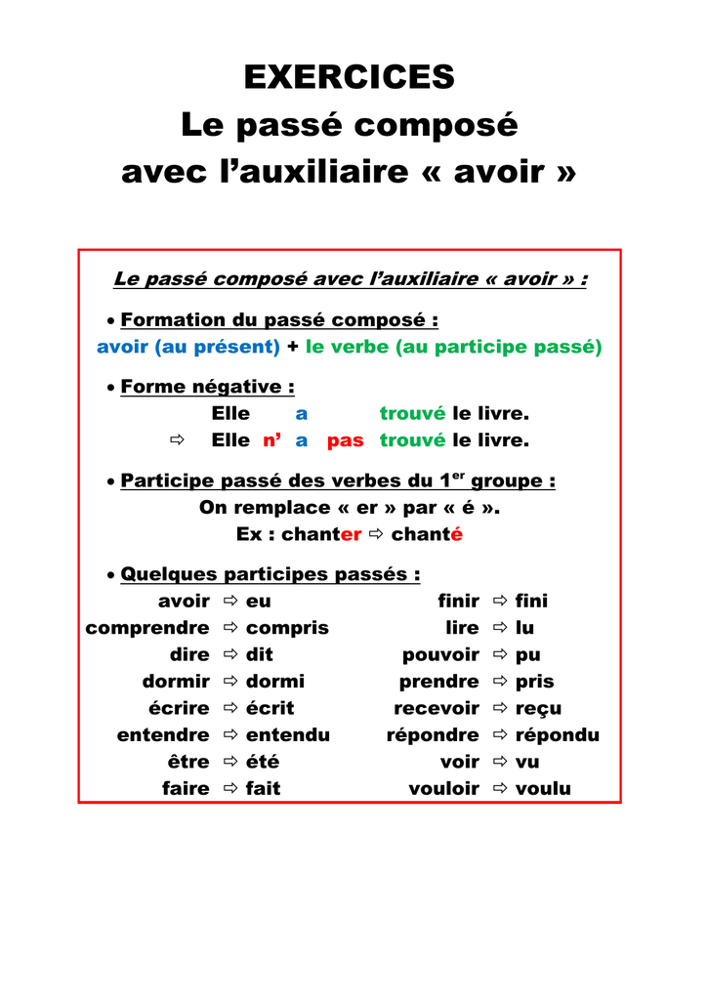 EXERCICES
Le passé composé
avec l’auxiliaire « avoir »
Le passé composé avec l’auxiliaire « avoir » :
• Formation du passé composé :
avoir (au présent) + le verbe (au participe passé)
• Forme négative :
Elle a trouvé le livre.
⇨ Elle n’ a pas trouvé le livre.
• Participe passé des verbes du 1er groupe :
On remplace « er » par « é ».
Ex : chanter ⇨ chanté
• Quelques participes passés :
avoir ⇨ eu finir ⇨ fini
comprendre ⇨ compris lire ⇨ lu
dire ⇨ dit pouvoir ⇨ pu
dormir ⇨ dormi prendre ⇨ pris
écrire ⇨ écrit recevoir ⇨ reçu
entendre ⇨ entendu répondre ⇨ répondu
être ⇨ été voir ⇨ vu
faire ⇨ fait vouloir ⇨ voulu